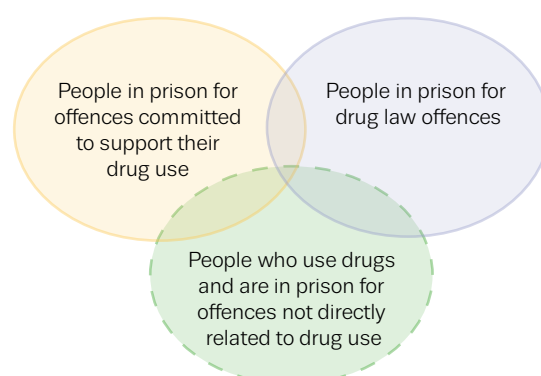 People in prison for
offences committed
to support their
drug use
People in prison for
drug law offences
People who use drugs
and are in prison for
offences not directly
related to drug use